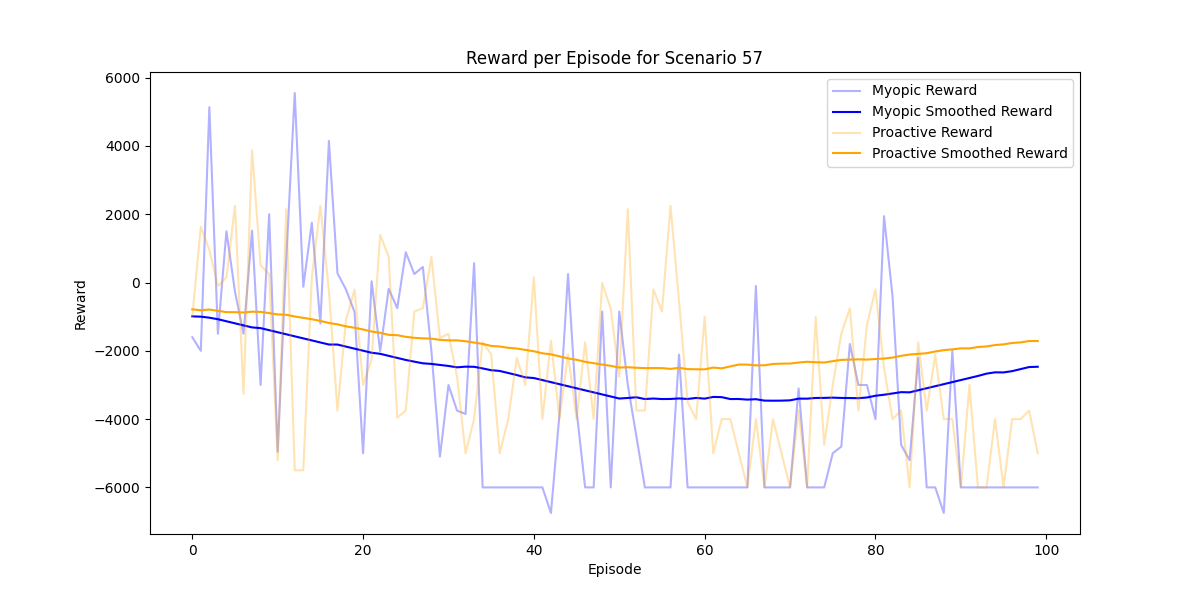 Reward per Episode for Scenario 57
Myopic Reward
Myopic Smoothed Reward
Proactive Reward
Proactive Smoothed Reward
Reward
6000
4000
2000
0
−2000
−4000
−6000
0 20 40 60 80 100
Episode